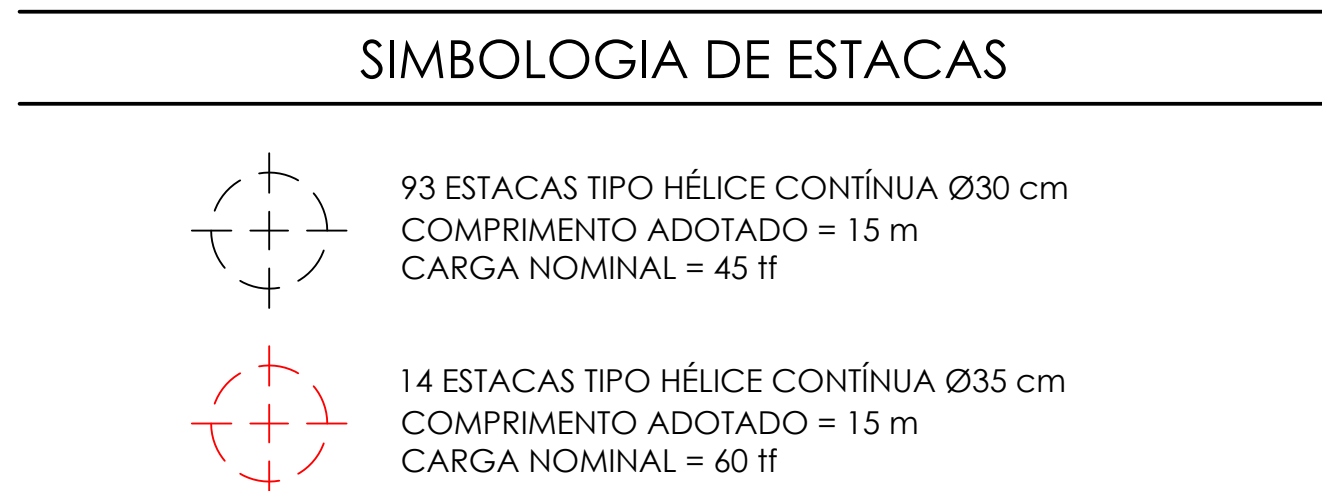 SIMBOLOGIA DE ESTACAS
93 ESTACAS TIPO HÉLICE CONTÍNUA Ø30 cm
COMPRIMENTO ADOTADO = 15 m
CARGA NOMINAL = 45 tf
14 ESTACAS TIPO HÉLICE CONTÍNUA Ø35 cm
COMPRIMENTO ADOTADO = 15 m
CARGA NOMINAL = 60 tf